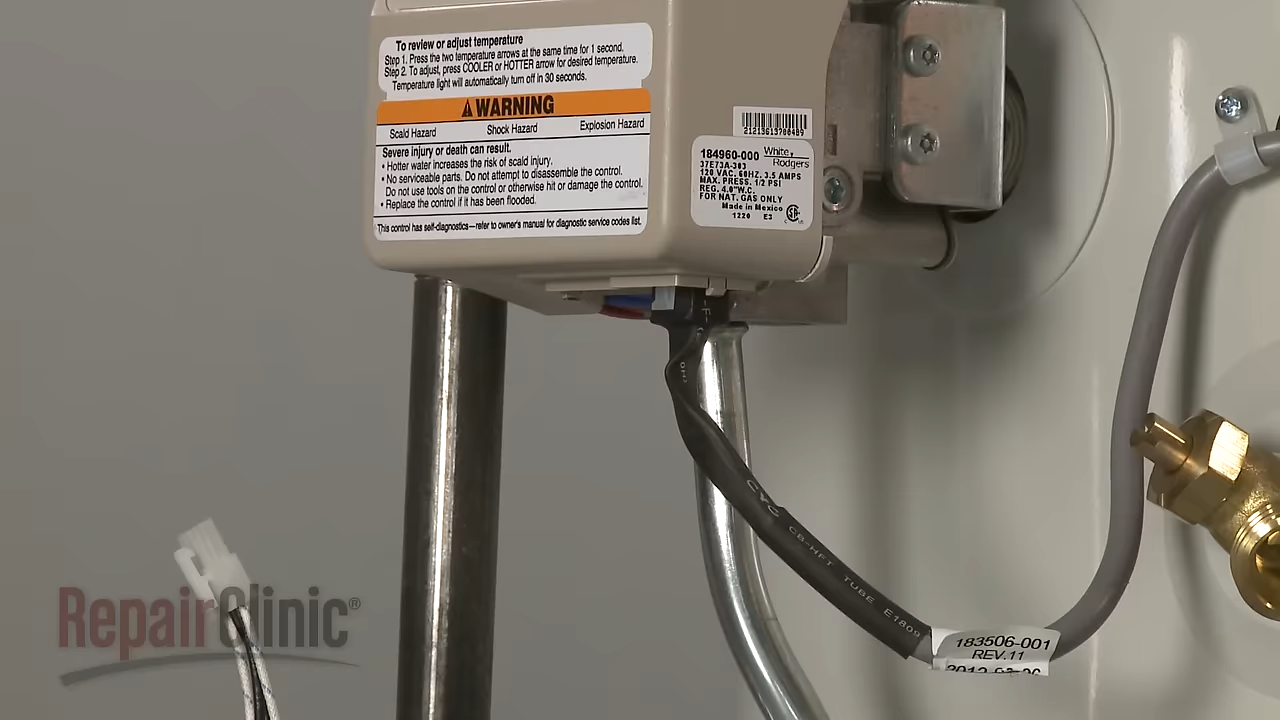 To review or adjust temperature
Step 1. Press the two temperature arrows at the same time for 1 second.
Step 2. To adjust, press COOLER or HOTTER arrow for desired temperature.
Temperature light will automatically turn off in 30 seconds.
WARNING
Scald Hazard Shock Hazard Explosion Hazard
Severe injury or death can result.
• Hotter water increases the risk of scald injury.
• No serviceable parts. Do not attempt to disassemble the control.
Do not use tools on the control or otherwise hit or damage the control.
• Replace the control if it has been flooded.
This control has self-diagnostics—refer to owner's manual for diagnostic service codes list.
184960-000 White-Rodgers
37E73A-303
120 VAC, 60HZ, 3.5 AMPS
MAX. PRESS. 1/2 PSI
REG. 4.0"W.C.
FOR NAT. GAS ONLY
Made in Mexico
1220 E3
CYG CB-HFT TUBE E1809
183506-001
REV.11
RepairClinic®